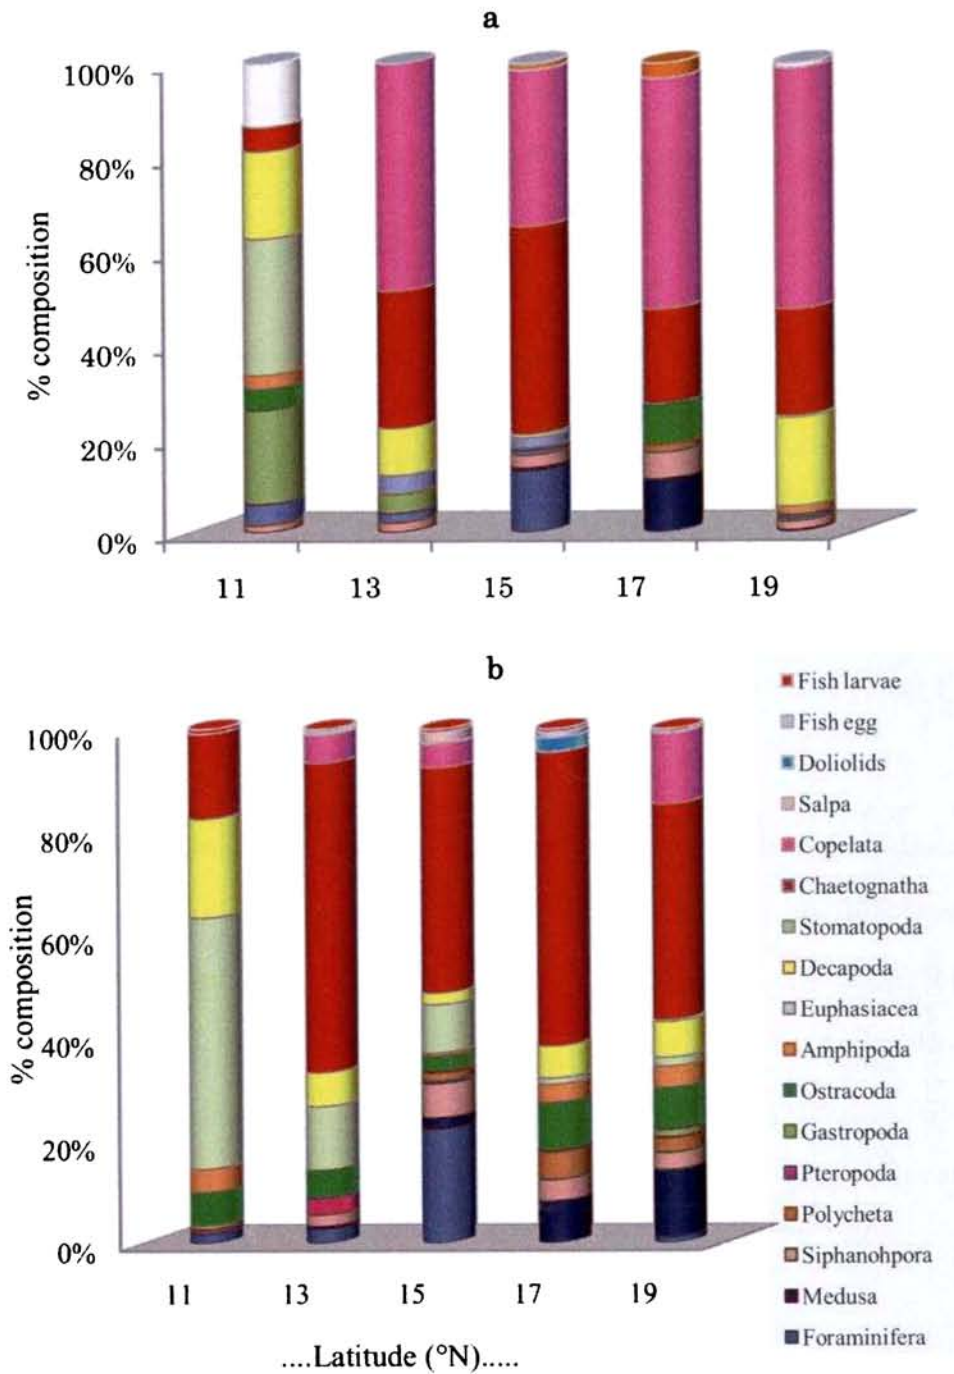 a
100%
80%
60%
40%
20%
0%
% composition
11 13 15 17 19
b
100%
80%
60%
40%
20%
0%
% composition
11 13 15 17 19
....Latitude (°N).....
Fish larvae
Fish egg
Doliolids
Salpa
Copelata
Chaetognatha
Stomatopoda
Decapoda
Euphasiacea
Amphipoda
Ostracoda
Gastropoda
Pteropoda
Polycheta
Siphanohpora
Medusa
Foraminifera